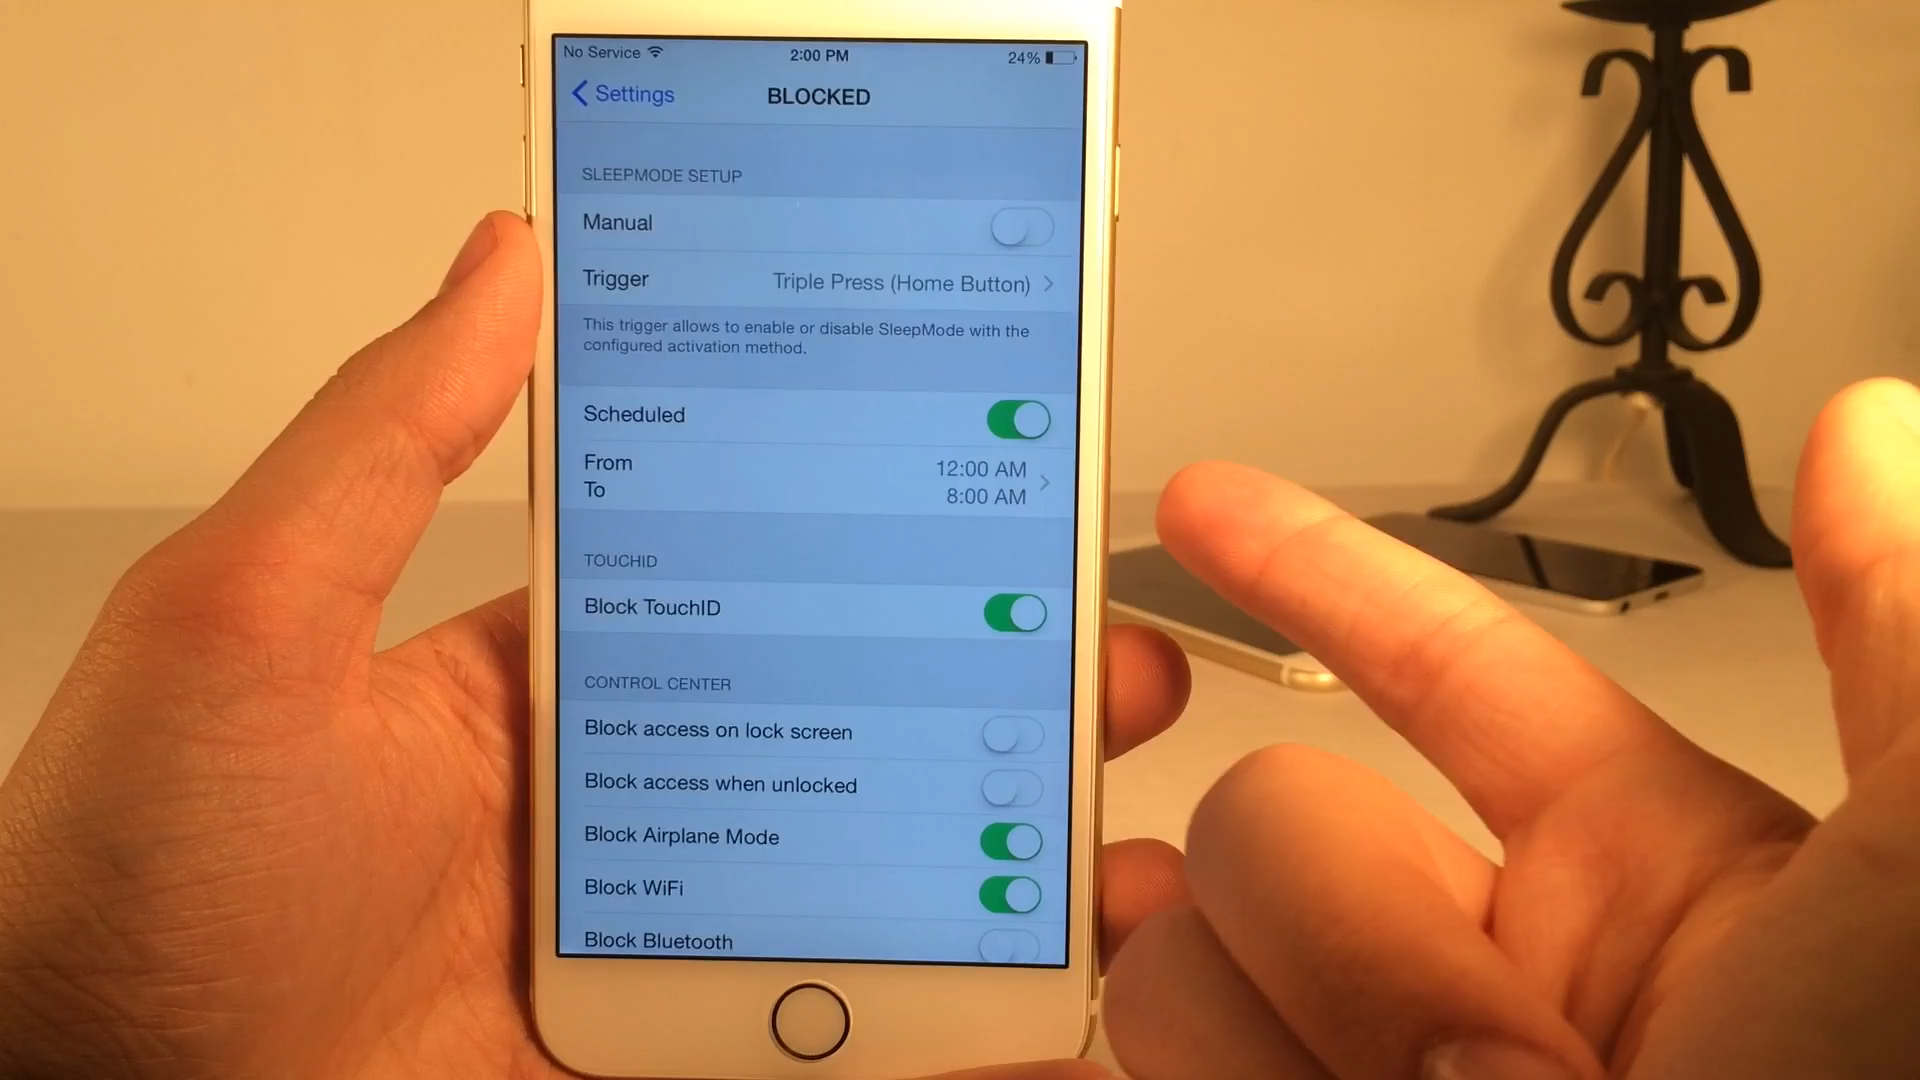 No Service 2:00 PM 24%
Settings BLOCKED
SLEEPMODE SETUP
Manual
Trigger Triple Press (Home Button)
This trigger allows to enable or disable SleepMode with the
configured activation method.
Scheduled
From 12:00 AM
To 8:00 AM
TOUCHID
Block TouchID
CONTROL CENTER
Block access on lock screen
Block access when unlocked
Block Airplane Mode
Block WiFi
Block Bluetooth